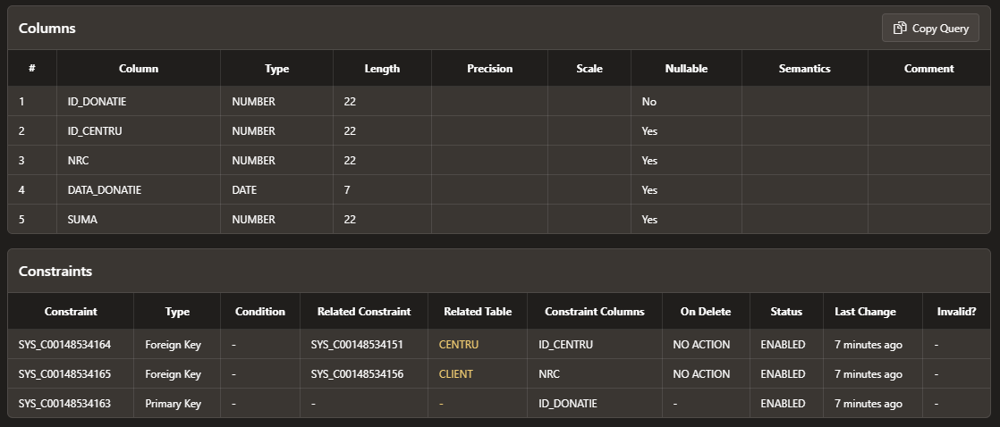 Columns Copy Query
# Column Type Length Precision Scale Nullable Semantics Comment
1 ID_DONATIE NUMBER 22 No
2 ID_CENTRU NUMBER 22 Yes
3 NRC NUMBER 22 Yes
4 DATA_DONATIE DATE 7 Yes
5 SUMA NUMBER 22 Yes
Constraints
Constraint Type Condition Related Constraint Related Table Constraint Columns On Delete Status Last Change Invalid?
SYS_C00148534164 Foreign Key - SYS_C00148534151 CENTRU ID_CENTRU NO ACTION ENABLED 7 minutes ago -
SYS_C00148534165 Foreign Key - SYS_C00148534156 CLIENT NRC NO ACTION ENABLED 7 minutes ago -
SYS_C00148534163 Primary Key - - - ID_DONATIE - ENABLED 7 minutes ago -